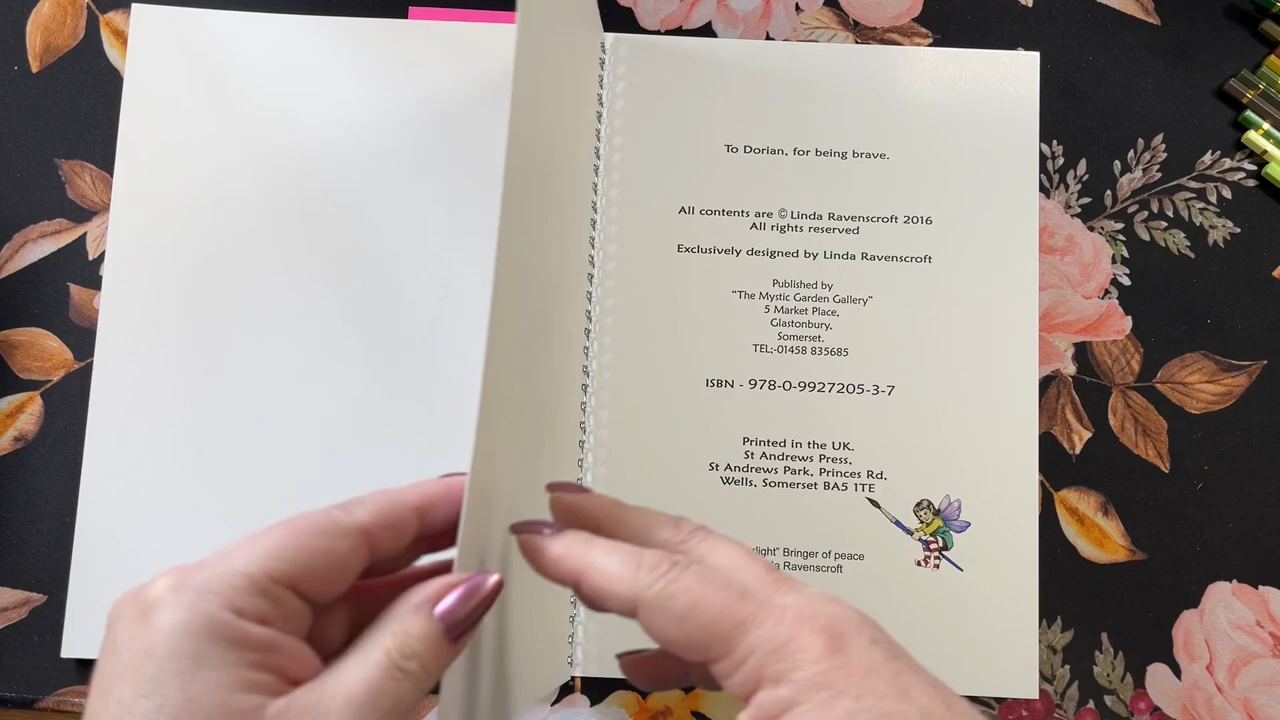 To Dorian, for being brave.
All contents are © Linda Ravenscroft 2016
All rights reserved
Exclusively designed by Linda Ravenscroft
Published by
"The Mystic Garden Gallery"
5 Market Place,
Glastonbury,
Somerset.
TEL;-01458 835685
ISBN - 978-0-9927205-3-7
Printed in the UK.
St Andrews Press,
St Andrews Park, Princes Rd,
Wells, Somerset BA5 1TE
Bringer of peace
Ravenscroft